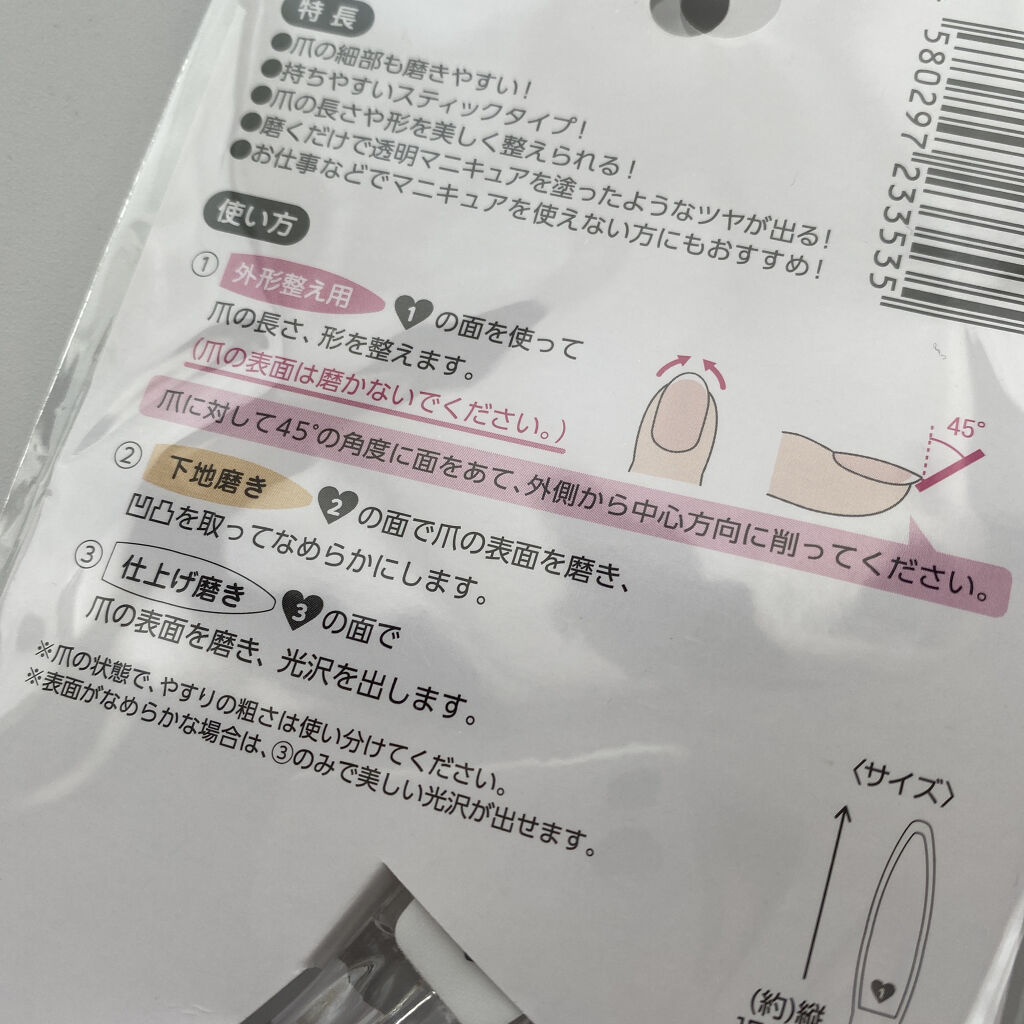 特長
●爪の細部も磨きやすい!
●持ちやすいスティックタイプ!
●爪の長さや形を美しく整えられる!
●磨くだけで透明マニキュアを塗ったようなツヤが出る!
●お仕事などでマニキュアを使えない方にもおすすめ!
使い方
① 外形整え用 1 の面を使って
爪の長さ、形を整えます。
(爪の表面は磨かないでください。)
爪に対して45°の角度に面をあて、外側から中心方向に削ってください。
45°
② 下地磨き 2 の面で爪の表面を磨き、
凹凸を取ってなめらかにします。
③ 仕上げ磨き 3 の面で
爪の表面を磨き、光沢を出します。
※爪の状態で、やすりの粗さは使い分けてください。
※表面がなめらかな場合は、③のみで美しい光沢が出せます。
〈サイズ〉
1
(約)縦
580297 233535